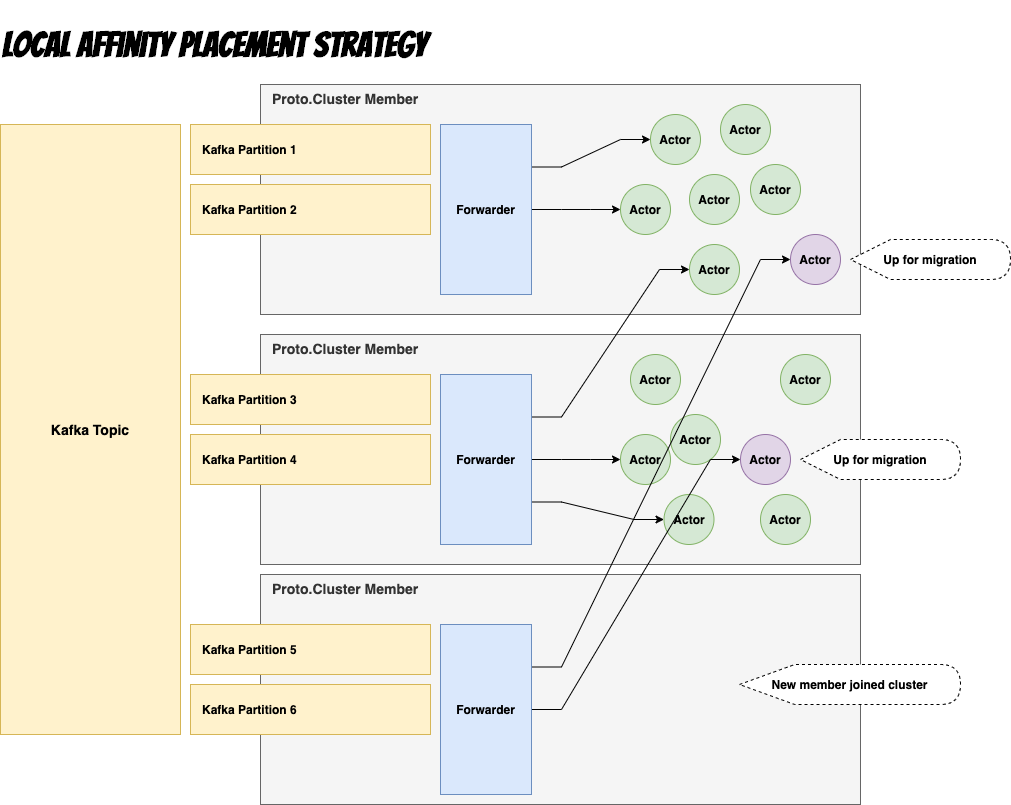 LOCAL AFFINITY PLACEMENT STRATEGY
Proto.Cluster Member
Kafka Partition 1
Kafka Partition 2
Forwarder
Actor
Actor
Actor
Actor
Actor
Actor
Actor
Up for migration
Kafka Topic
Proto.Cluster Member
Kafka Partition 3
Kafka Partition 4
Forwarder
Actor
Actor
Actor
Actor
Actor
Actor
Actor
Up for migration
Proto.Cluster Member
Kafka Partition 5
Kafka Partition 6
Forwarder
New member joined cluster